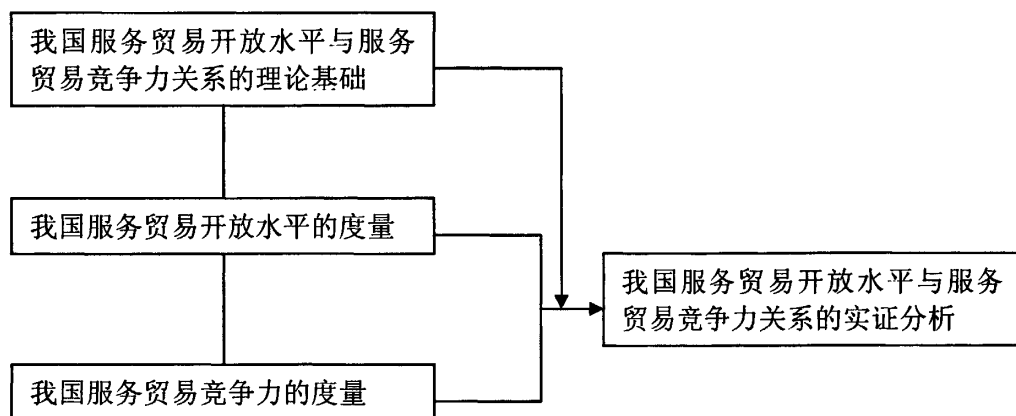 我国服务贸易开放水平与服务
贸易竞争力关系的理论基础
我国服务贸易开放水平的度量
我国服务贸易开放水平与服务
贸易竞争力关系的实证分析
我国服务贸易竞争力的度量